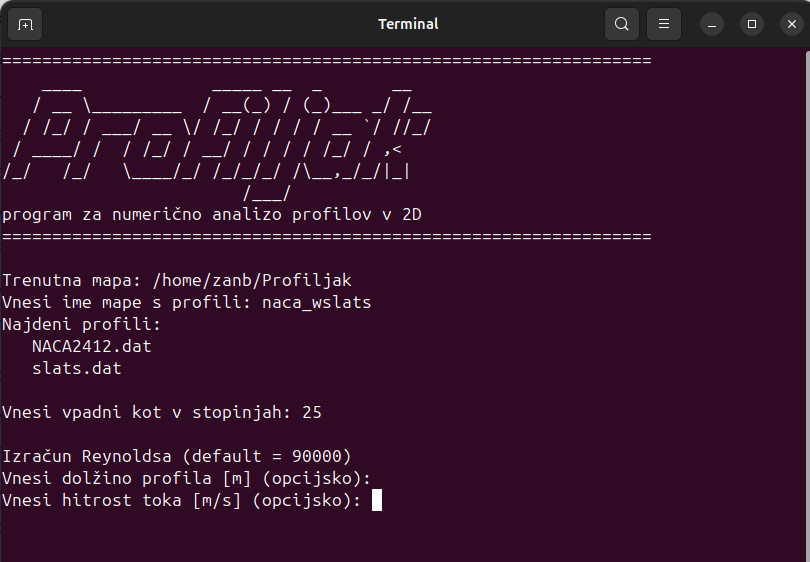 Terminal
=================================================================
    ____             _____ __  _       __
   / __ \_________  / __(_) / (_)___ _/ /__
  / /_/ / ___/ __ \/ /_/ / / / / __ `/ //_/
 / ____/ /  / /_/ / __/ / / / / /_/ / ,<
/_/   /_/   \____/_/ /_/_/_/ /\__,_/_/|_|
                        /___/
program za numerično analizo profilov v 2D
=================================================================
Trenutna mapa: /home/zanb/Profiljak
Vnesi ime mape s profili: naca_wslats
Najdeni profili:
   NACA2412.dat
   slats.dat
Vnesi vpadni kot v stopinjah: 25
Izračun Reynoldsa (default = 90000)
Vnesi dolžino profila [m] (opcijsko):
Vnesi hitrost toka [m/s] (opcijsko):